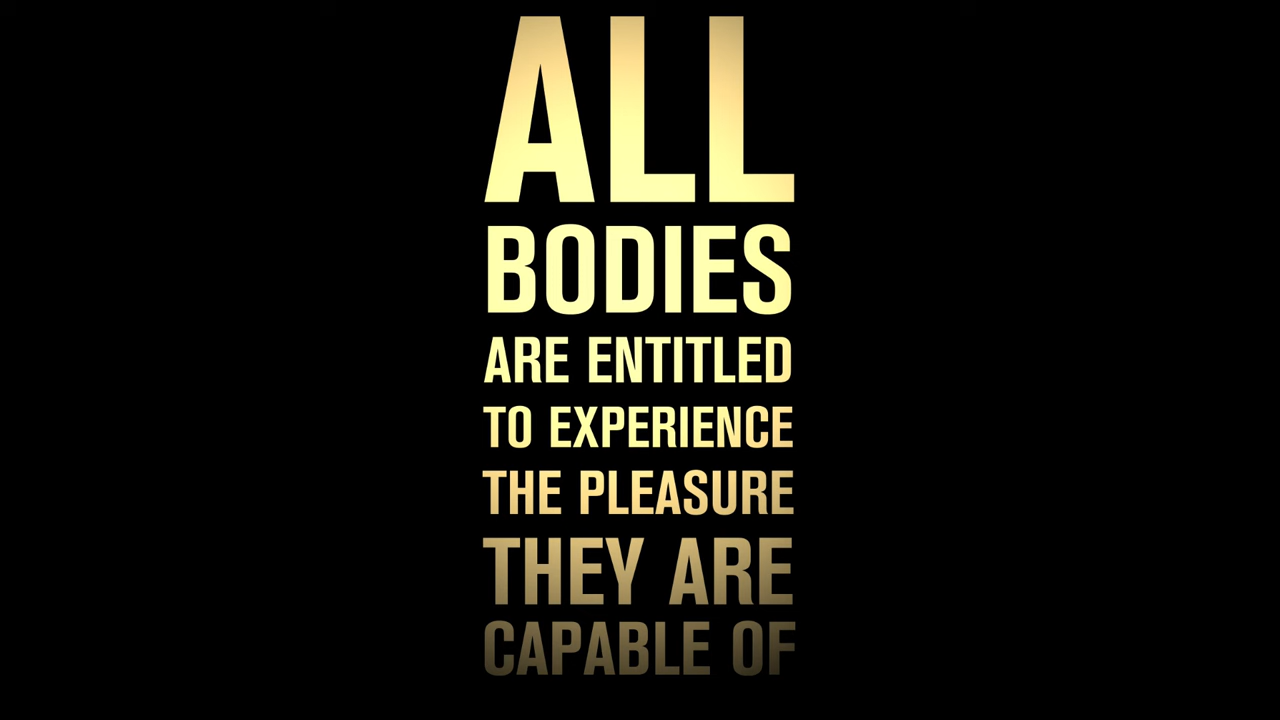 ALL
BODIES
ARE ENTITLED
TO EXPERIENCE
THE PLEASURE
THEY ARE
CAPABLE OF